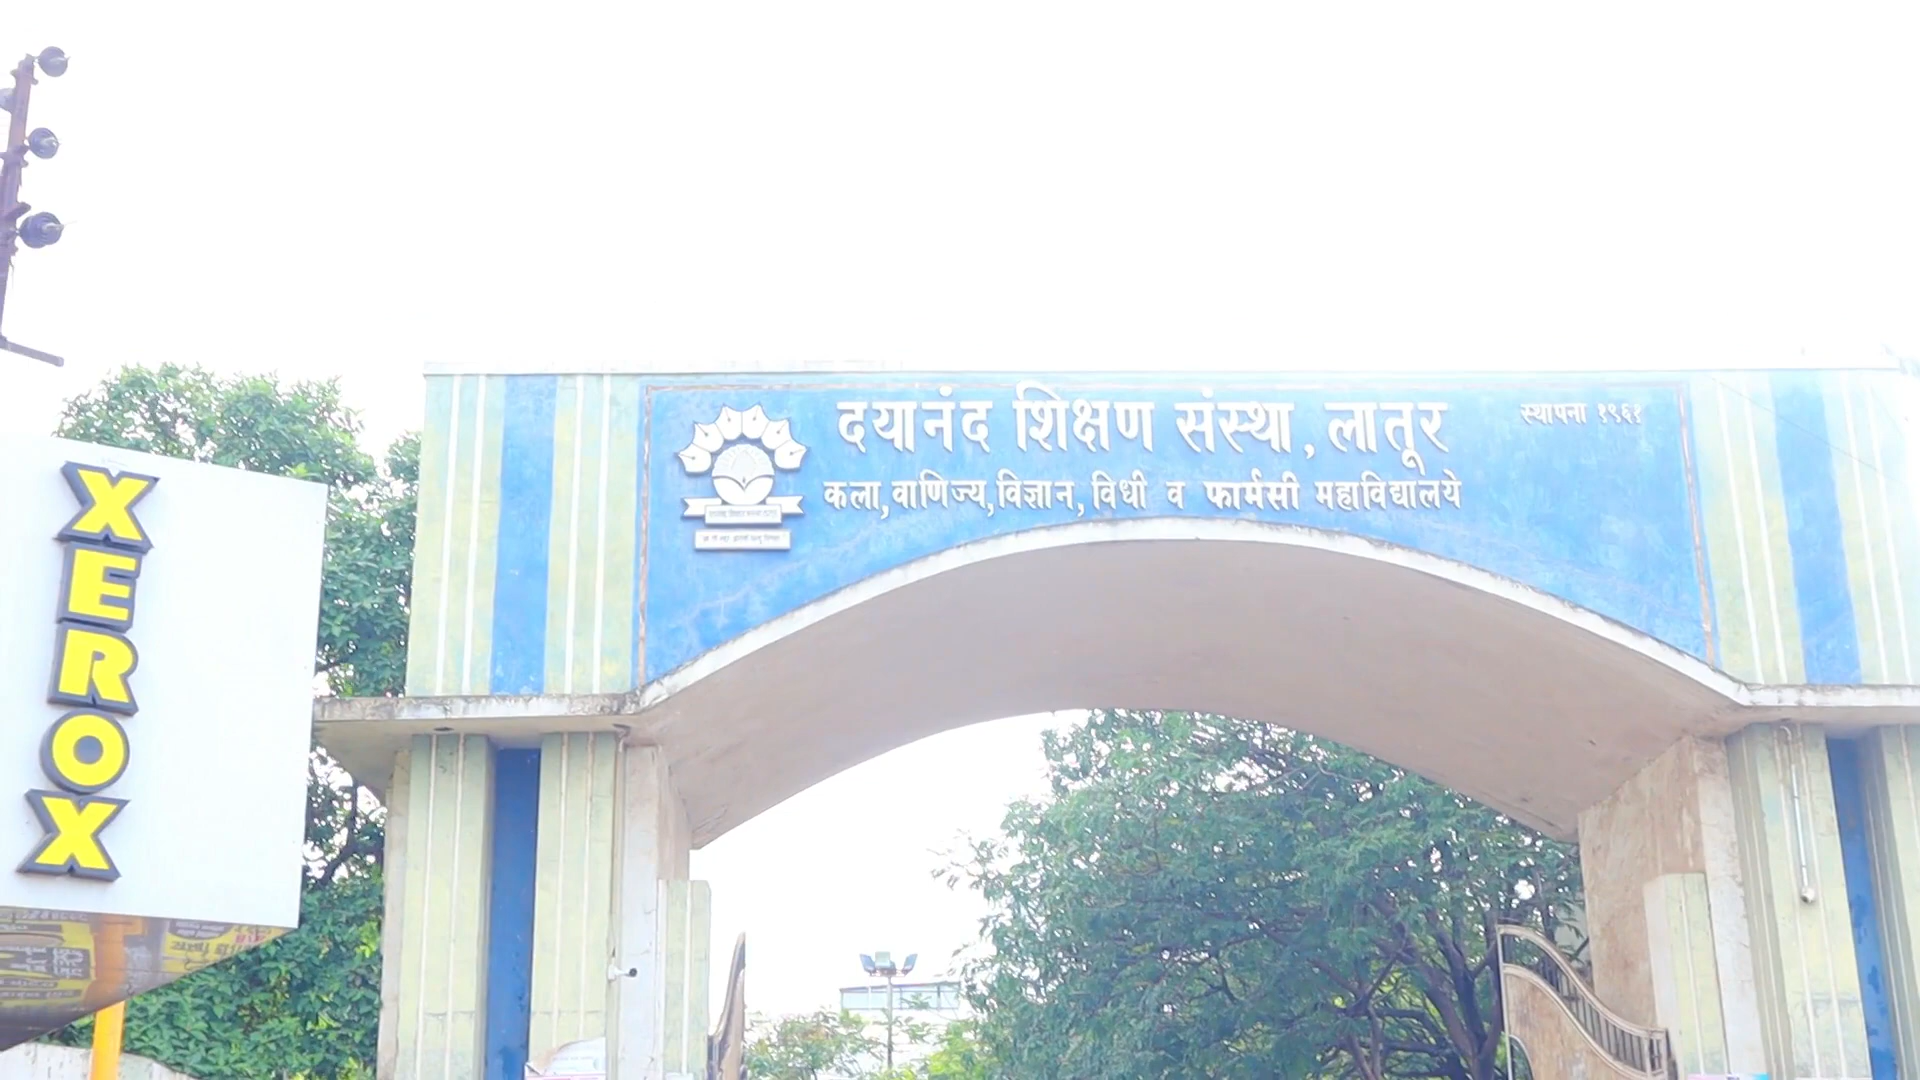 दयानंद शिक्षण संस्था, लातूर
स्थापना १९६१
कला,वाणिज्य,विज्ञान,विधी व फार्मसी महाविद्यालये
XEROX